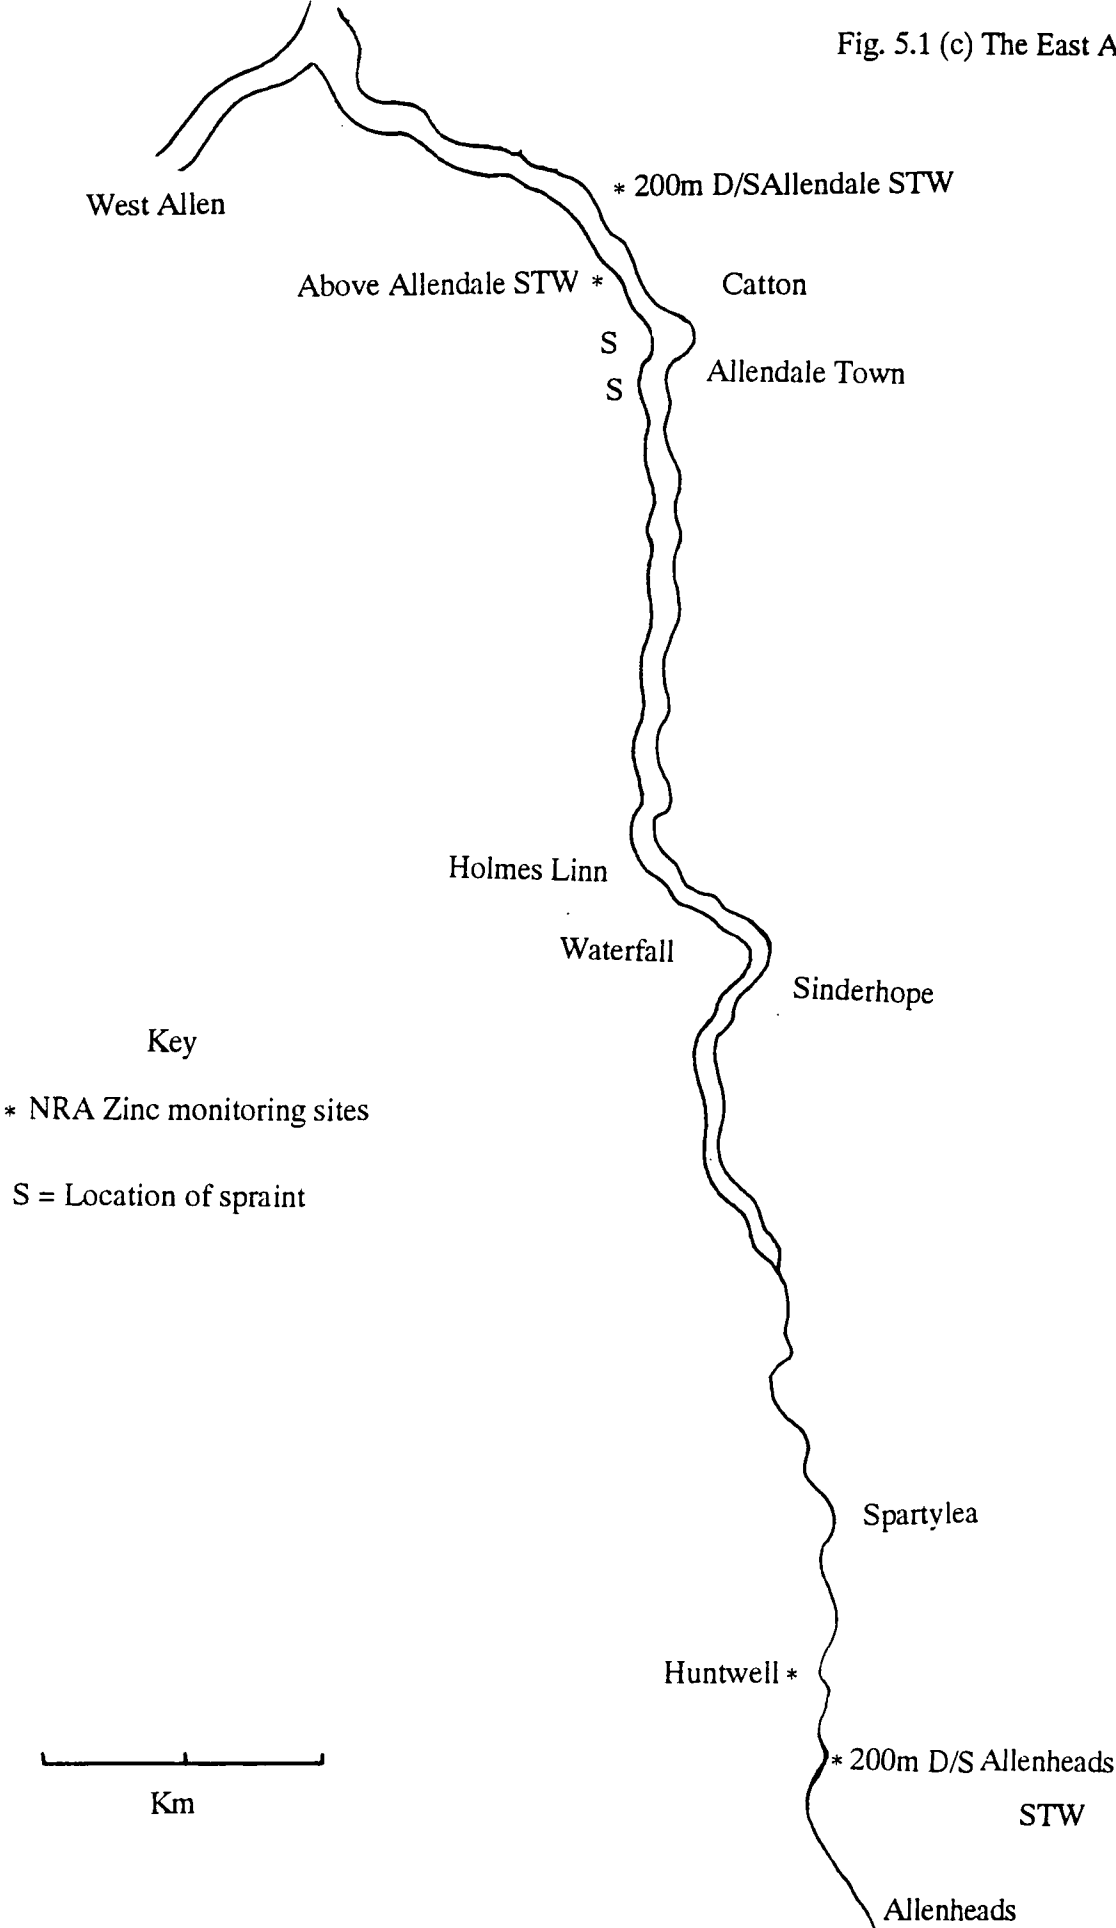 Fig. 5.1 (c) The East A
* 200m D/SAllendale STW
West Allen
Above Allendale STW *
Catton
S
Allendale Town
S
Holmes Linn
Waterfall
Sinderhope
Key
* NRA Zinc monitoring sites
S = Location of spraint
Spartylea
Huntwell *
* 200m D/S Allenheads
STW
Km
Allenheads